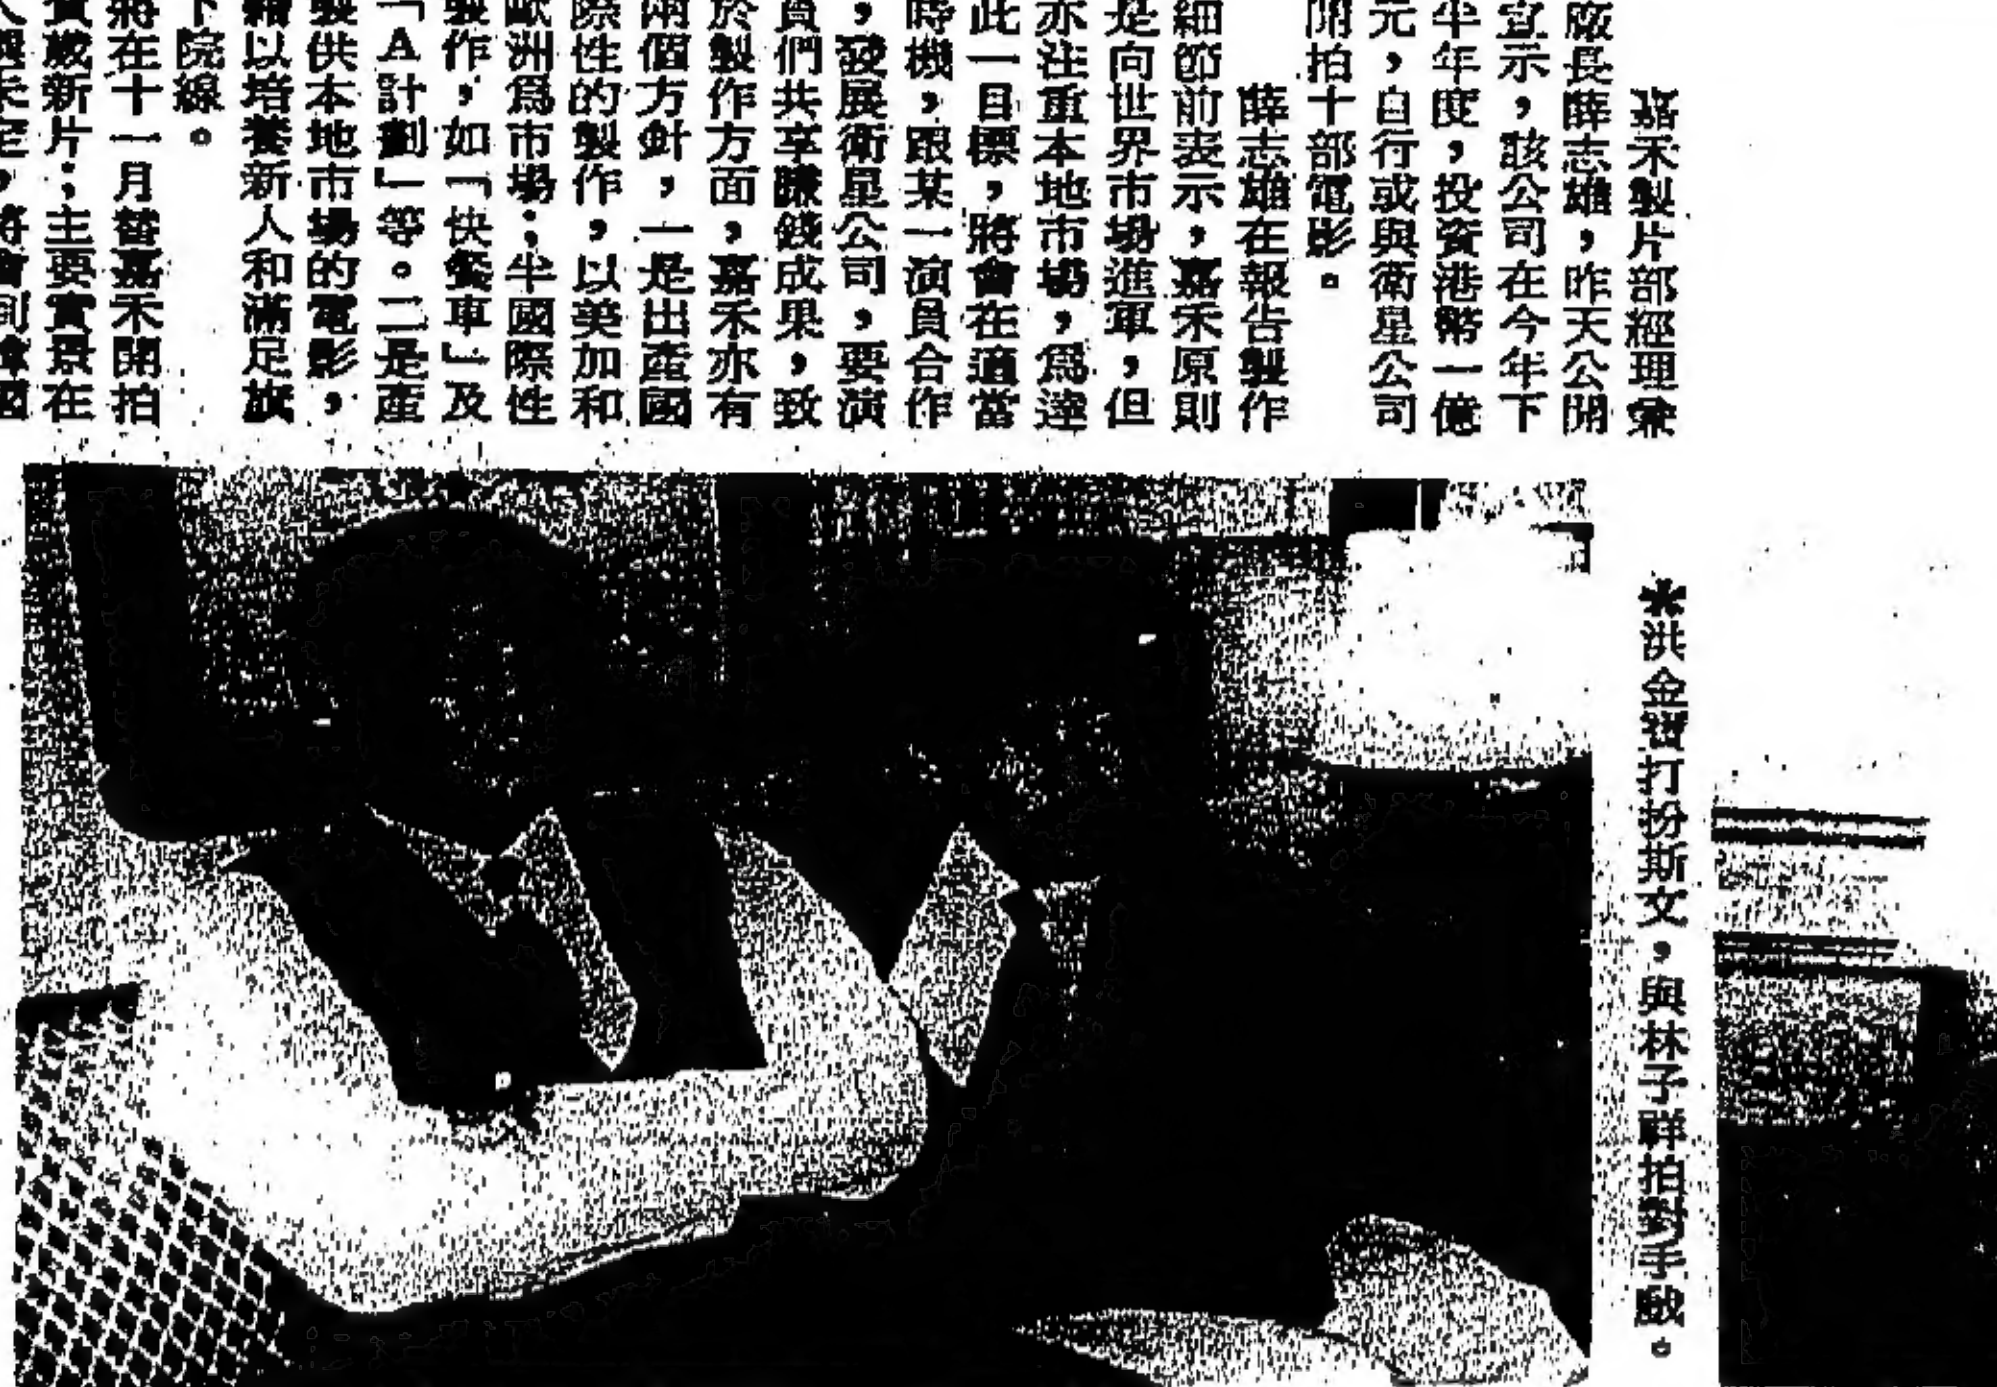 嘉禾製片部經理兼
廠長薛志雄，昨天公開
宣示，該公司在今年下
半年度，投資港幣一億
元，自行或與衛星公司
開拍十部電影。
薛志雄在報告製作
細節前表示，嘉禾原則
是向世界市場進軍，但
亦注重本地市場，爲達
此一目標，將會在適當
時機，跟某一演員合作
，發展衛星公司，要演
員們共享賺錢成果，致
於製作方面，嘉禾亦有
兩個方針，一是出產國
際性的製作，以美加和
歐洲爲市場；半國際性
製作，如「快餐車」及
「A計劃」等。二是產
製供本地市場的電影，
藉以培養新人和滿足旗
下院線。
將在十一月替嘉禾開拍
賀歲新片；主要實景在
未定，將會到
＊洪金寶打扮斯文，與林子群拍對手戲。